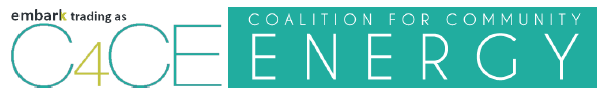 embark trading as
C4CE
COALITION FOR COMMUNITY
ENERGY